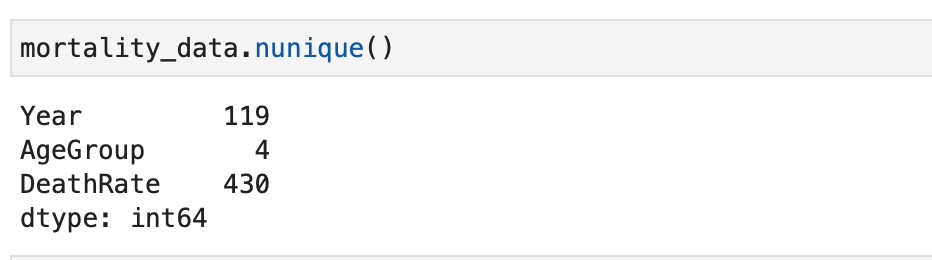 mortality_data.nunique()
Year 119
AgeGroup 4
DeathRate 430
dtype: int64